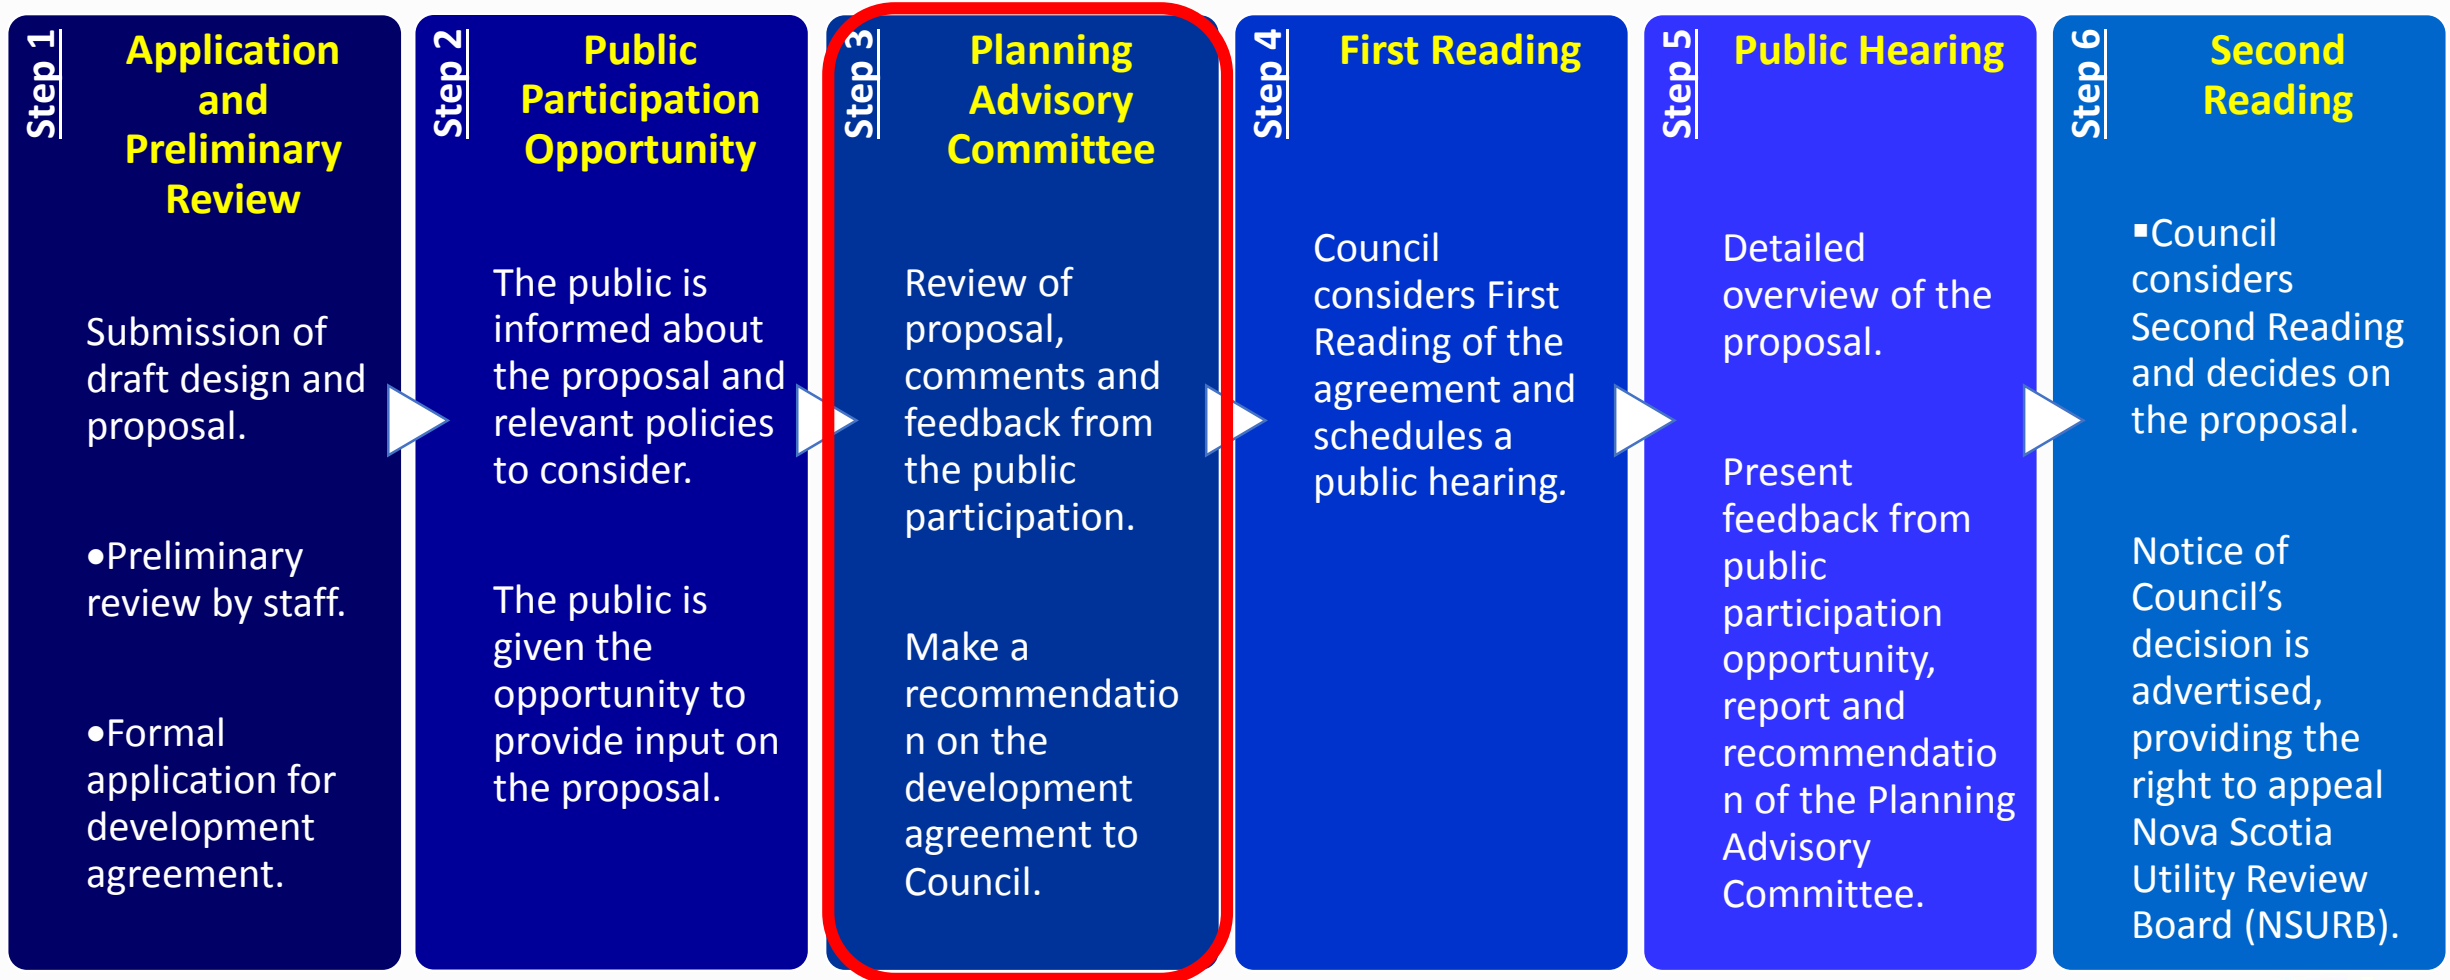 Step 1
Application
and
Preliminary
Review
Submission of
draft design and
proposal.
•Preliminary
review by staff.
•Formal
application for
development
agreement.
Step 2
Public
Participation
Opportunity
The public is
informed about
the proposal and
relevant policies
to consider.
The public is
given the
opportunity to
provide input on
the proposal.
Step 3
Planning
Advisory
Committee
Review of
proposal,
comments and
feedback from
the public
participation.
Make a
recommendatio
n on the
development
agreement to
Council.
Step 4
First Reading
Council
considers First
Reading of the
agreement and
schedules a
public hearing.
Step 5
Public Hearing
Detailed
overview of the
proposal.
Present
feedback from
public
participation
opportunity,
report and
recommendatio
n of the Planning
Advisory
Committee.
Step 6
Second
Reading
▪Council
considers
Second Reading
and decides on
the proposal.
Notice of
Council’s
decision is
advertised,
providing the
right to appeal
Nova Scotia
Utility Review
Board (NSURB).